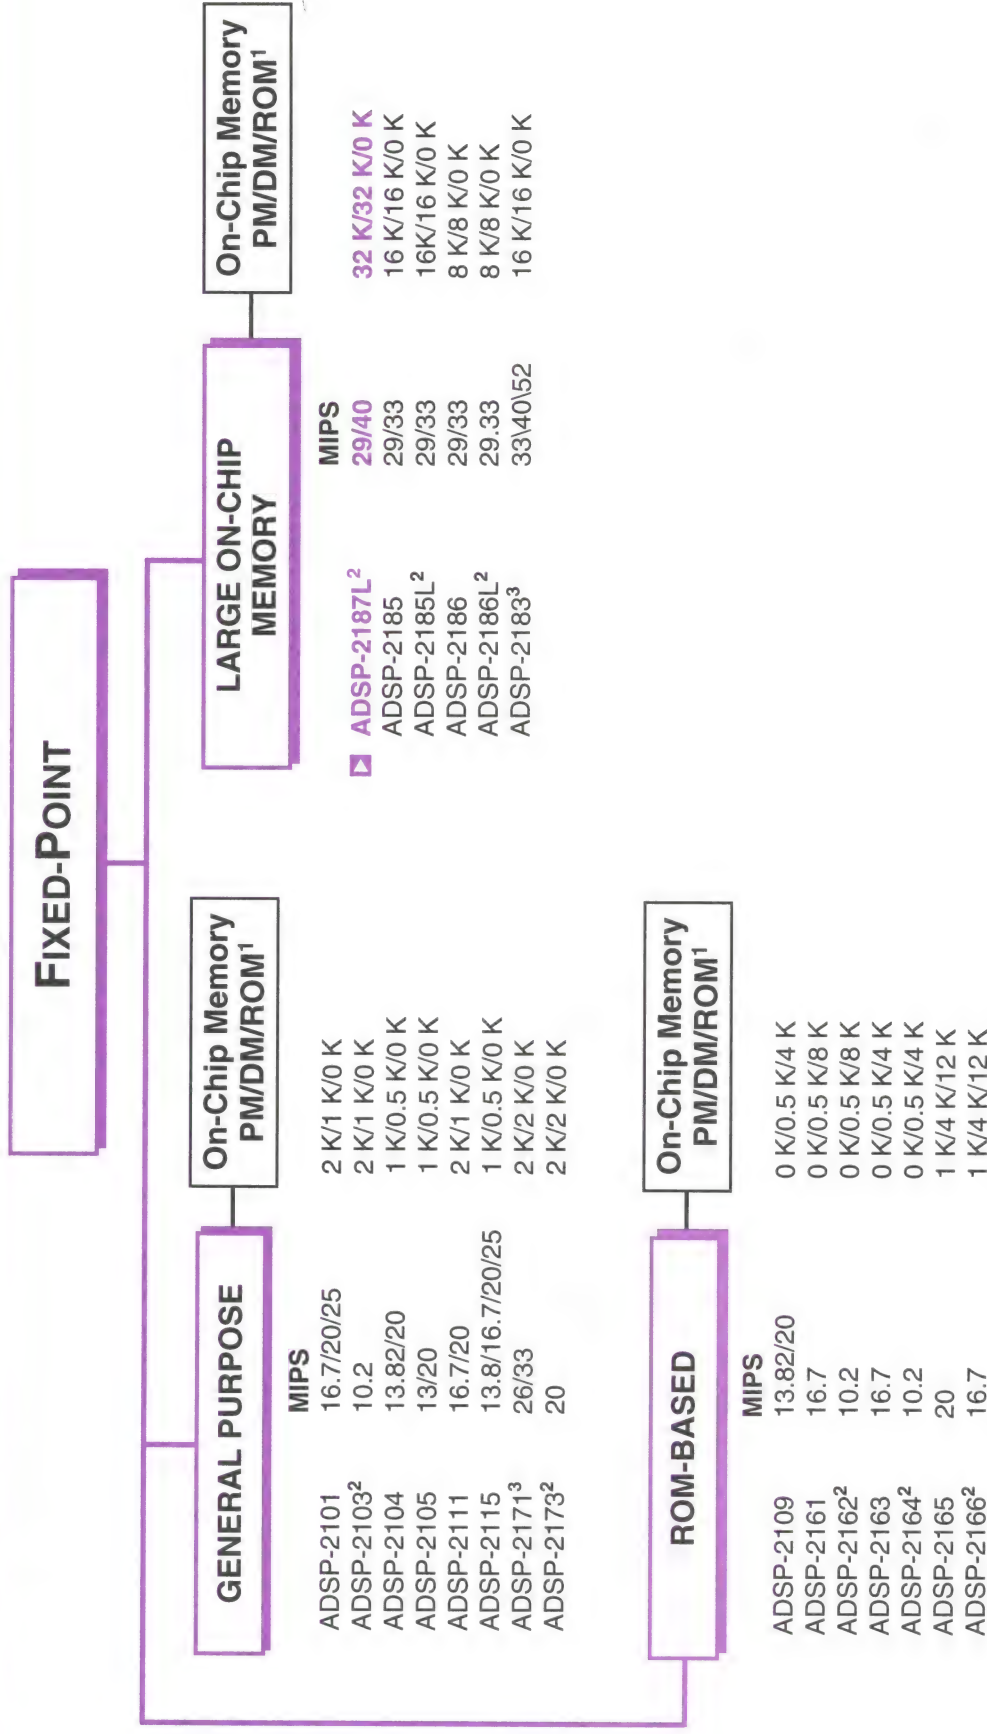 FIXED-POINT
GENERAL PURPOSE
On-Chip Memory
PM/DM/ROM¹
MIPS
ADSP-2101 16.7/20/25 2 K/1 K/0 K
ADSP-2103² 10.2 2 K/1 K/0 K
ADSP-2104 13.82/20 1 K/0.5 K/0 K
ADSP-2105 13/20 1 K/0.5 K/0 K
ADSP-2111 16.7/20 2 K/1 K/0 K
ADSP-2115 13.8/16.7/20/25 1 K/0.5 K/0 K
ADSP-2171³ 26/33 2 K/2 K/0 K
ADSP-2173² 20 2 K/2 K/0 K
LARGE ON-CHIP
MEMORY
On-Chip Memory
PM/DM/ROM¹
MIPS
ADSP-2187L² 29/40 32 K/32 K/0 K
ADSP-2185 29/33 16 K/16 K/0 K
ADSP-2185L² 29/33 16K/16 K/0 K
ADSP-2186 29/33 8 K/8 K/0 K
ADSP-2186L² 29.33 8 K/8 K/0 K
ADSP-2183³ 33\40\52 16 K/16 K/0 K
ROM-BASED
On-Chip Memory
PM/DM/ROM¹
MIPS
ADSP-2109 13.82/20 0 K/0.5 K/4 K
ADSP-2161 16.7 0 K/0.5 K/8 K
ADSP-2162² 10.2 0 K/0.5 K/8 K
ADSP-2163 16.7 0 K/0.5 K/4 K
ADSP-2164² 10.2 0 K/0.5 K/4 K
ADSP-2165 20 1 K/4 K/12 K
ADSP-2166² 16.7 1 K/4 K/12 K